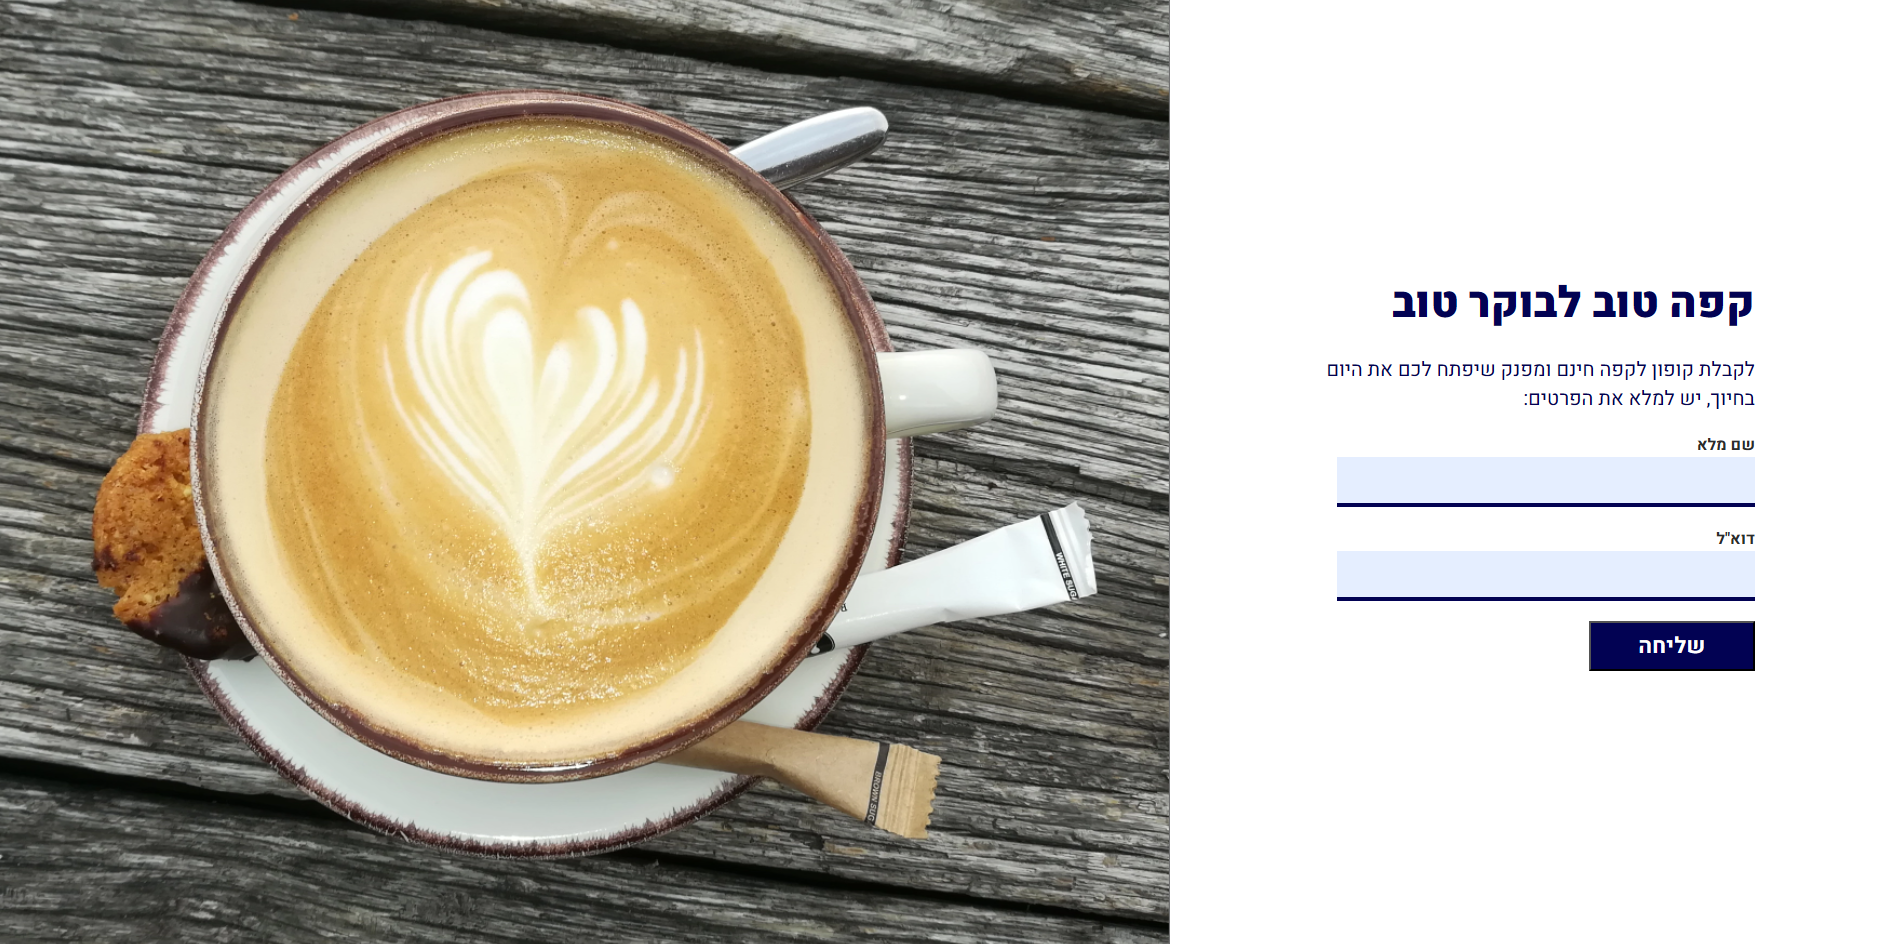 קפה טוב לבוקר טוב
לקבלת קופון לקפה חינם ומפנק שיפתח לכם את היום
בחיוך, יש למלא את הפרטים:
שם מלא
דוא"ל
שליחה
WHITE SUGA
BROWN SUG